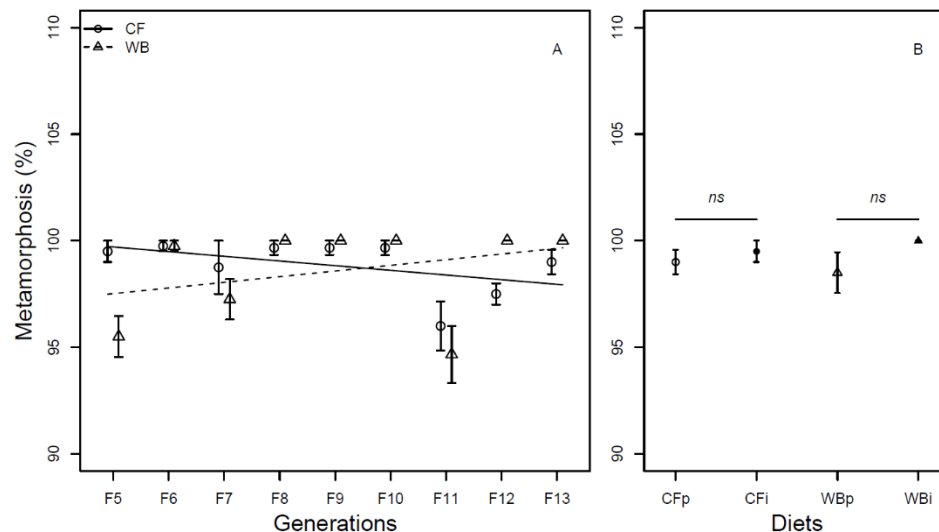 CF
WB
A
B
ns
ns
110
105
100
95
90
110
105
100
95
90
Metamorphosis (%)
F5 F6 F7 F8 F9 F10 F11 F12 F13
CFp CFi WBp WBi
Generations
Diets